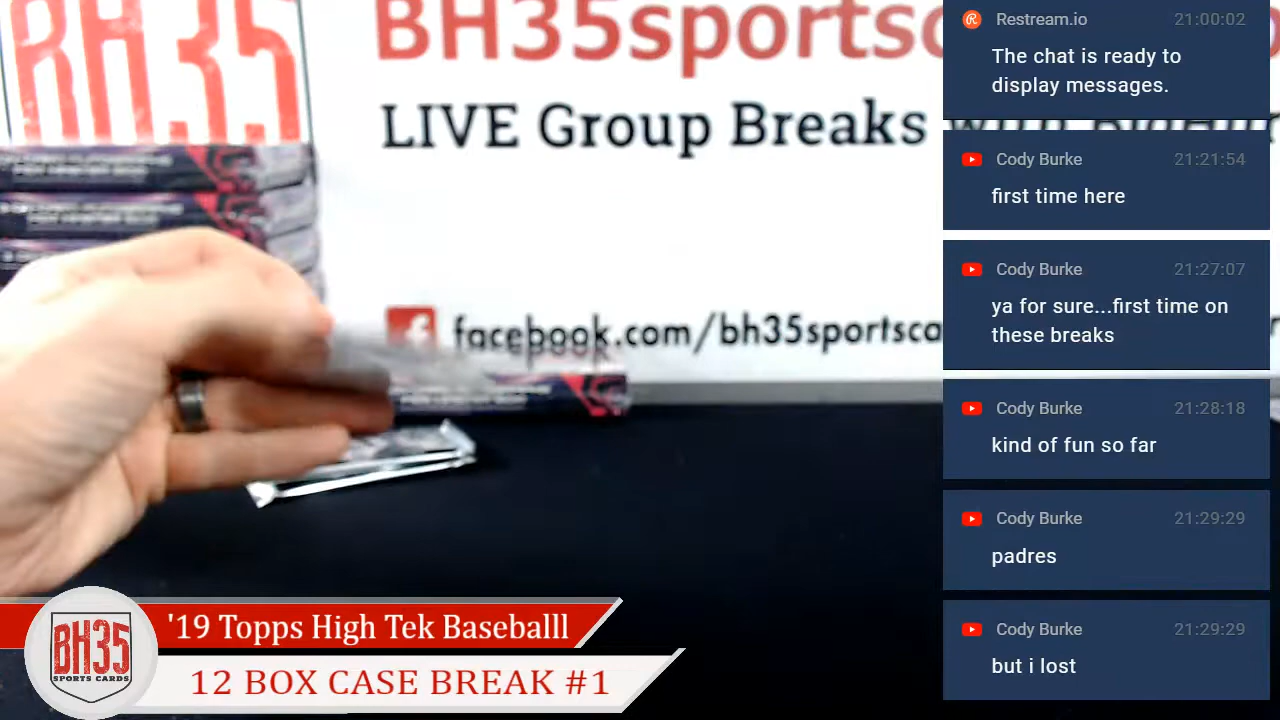 BH35
BH35sportsc
LIVE Group Breaks with
facebook.com/bh35sportsca
Restream.io 21:00:02
The chat is ready to
display messages.
Cody Burke 21:21:54
first time here
Cody Burke 21:27:07
ya for sure...first time on
these breaks
Cody Burke 21:28:18
kind of fun so far
Cody Burke 21:29:29
padres
Cody Burke 21:29:29
but i lost
BH35
SPORTS CARDS
'19 Topps High Tek Baseballl
12 BOX CASE BREAK #1